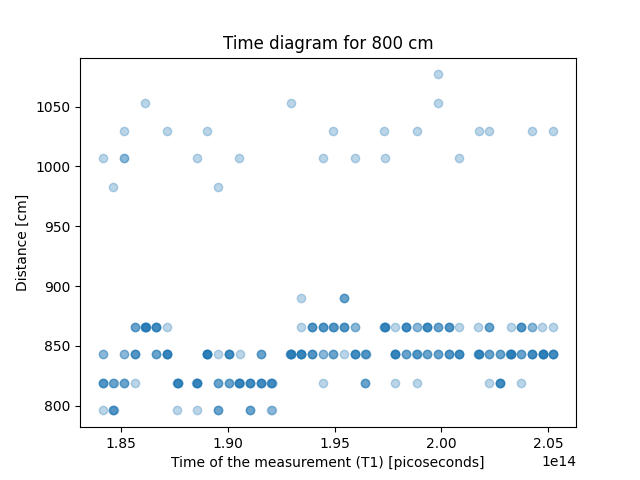 Time diagram for 800 cm
Distance [cm]
1050
1000
950
900
850
800
1.85 1.90 1.95 2.00 2.05
1e14
Time of the measurement (T1) [picoseconds]